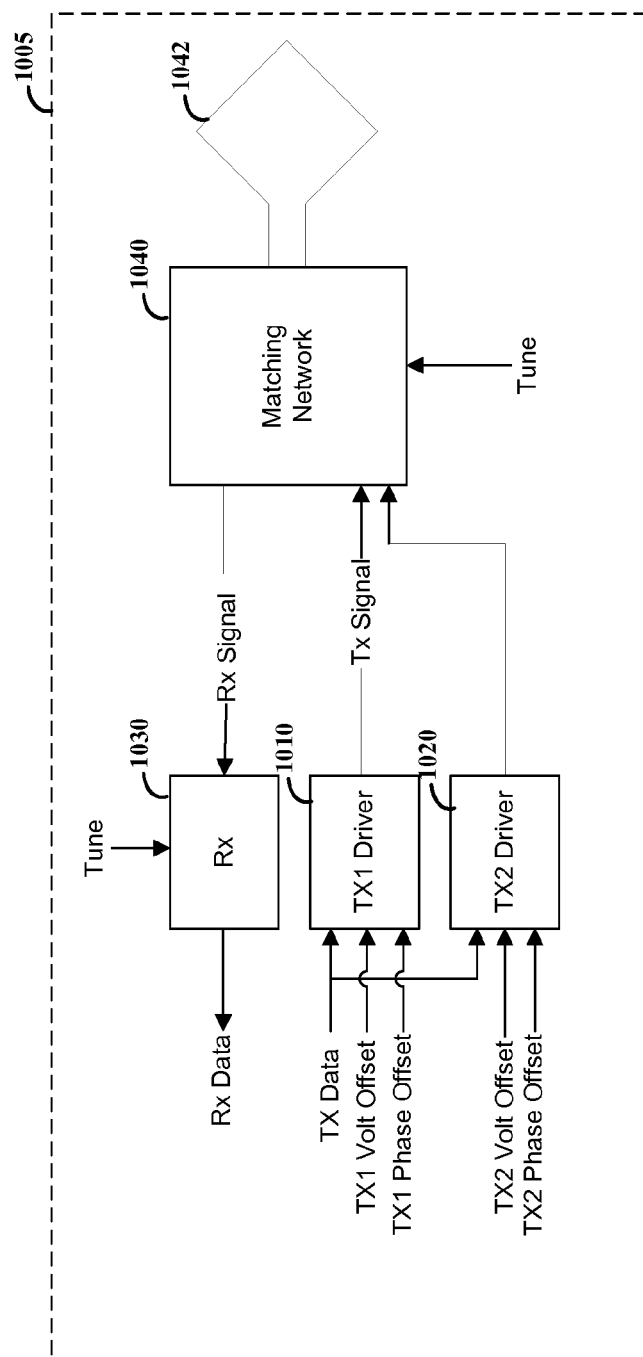 1005
1042
1040
Matching
Network
Tune
Rx Signal
Tx Signal
Tune
1030
Rx
Rx Data
1010
TX1 Driver
1020
TX2 Driver
TX Data
TX1 Volt Offset
TX1 Phase Offset
TX2 Volt Offset
TX2 Phase Offset